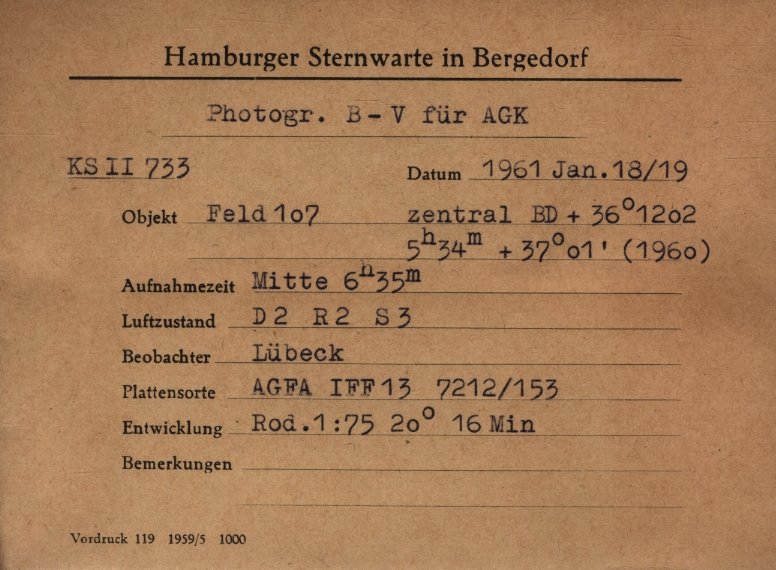 Hamburger Sternwarte in Bergedorf
Photogr. B-V für AGK
KS II 733 Datum 1961 Jan.18/19
Objekt Feld 1o7 zentral BD + 36°12o2
5h34m +37°o1' (196o)
Aufnahmezeit Mitte 6h35m
Luftzustand D2 R2 S3
Beobachter Lübeck
Plattensorte AGFA IFF13 7212/153
Entwicklung Rod.1:75 2o° 16 Min
Bemerkungen
Vordruck 119 1959/5 1000